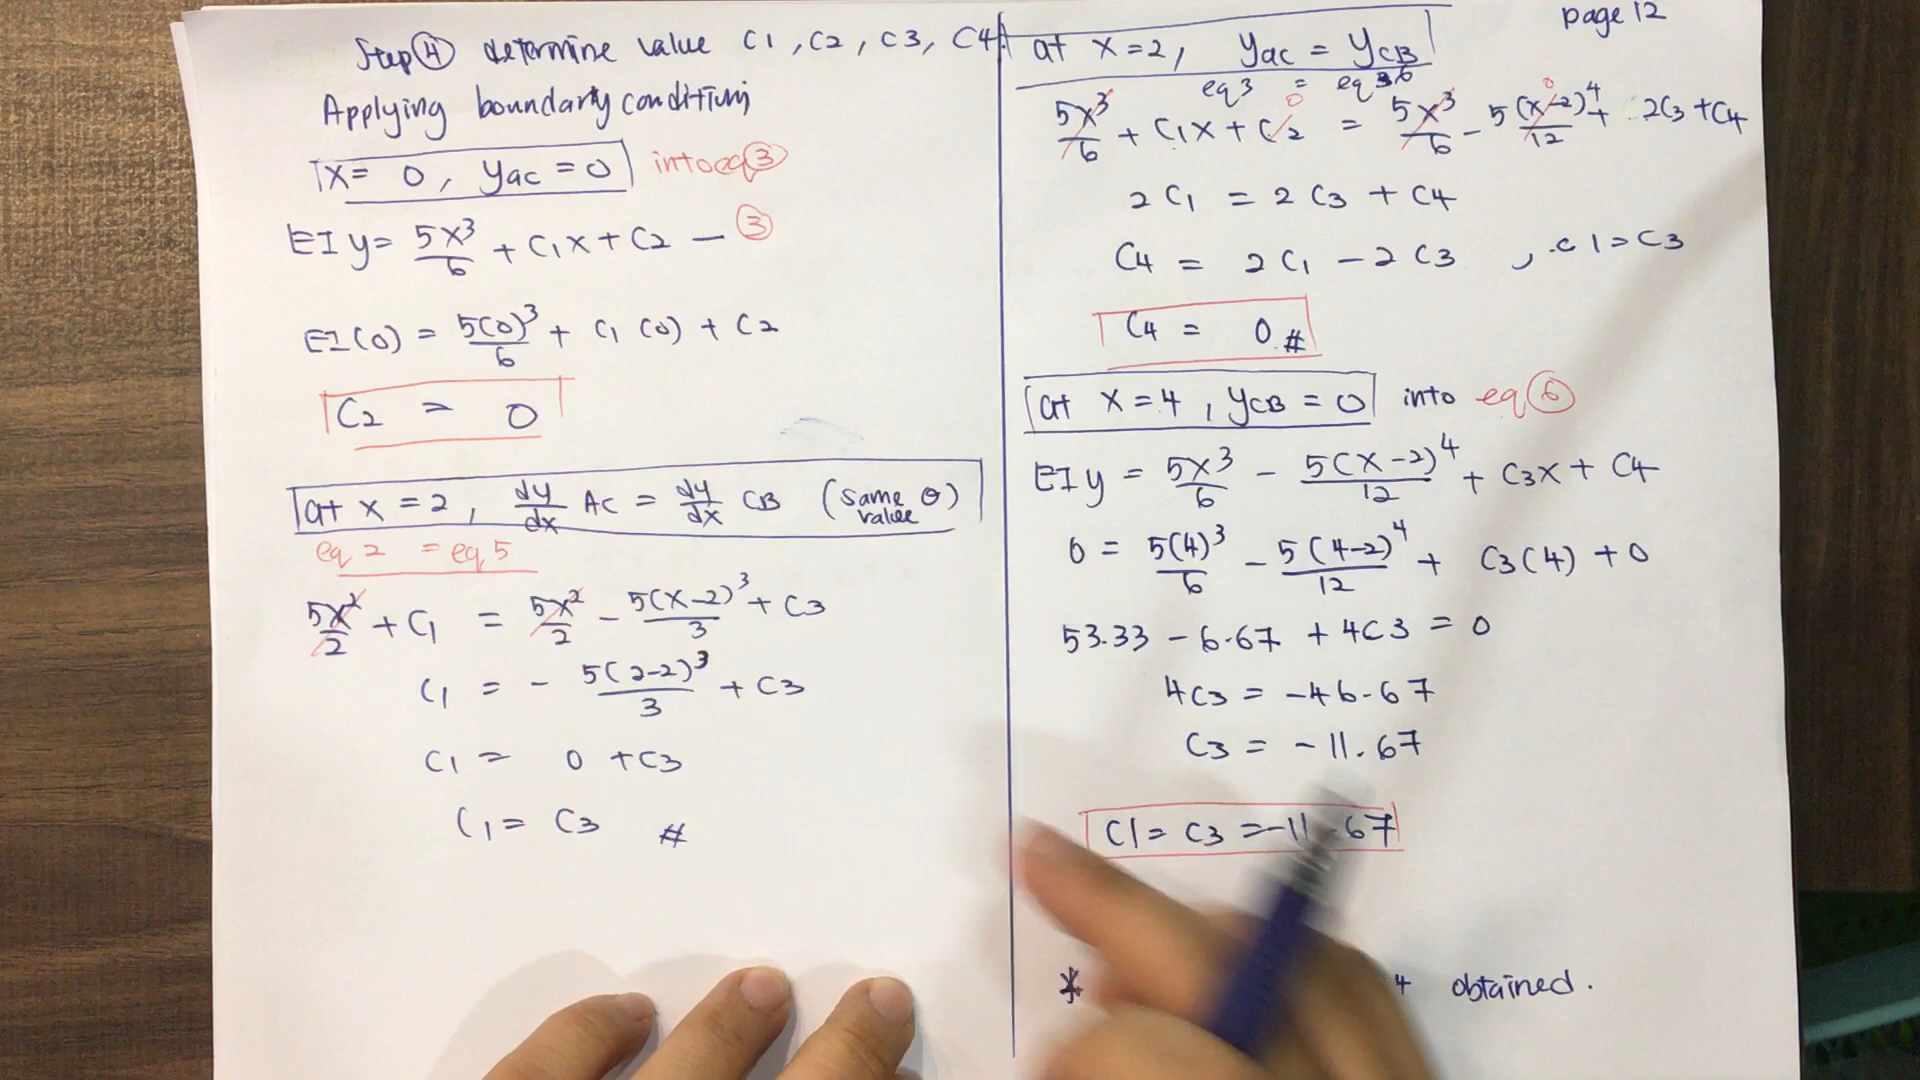 Step ④ determine value C1, C2, C3, C4.
Applying boundary conditions
x = 0, yac = 0 into eq ③
EI y = 5x³/6 + C₁x + C2 — ③
EI(0) = 5(0)³/6 + C₁(0) + C2
C2 = 0
at x = 2, dy/dx AC = dy/dx CB (same θ value)
eq 2 = eq 5
5x²/2 + C₁ = 5x²/2 - 5(x-2)³/3 + C3
C₁ = - 5(2-2)³/3 + C3
C₁ = 0 + C3
C₁ = C3 #
page 12
at x = 2, yac = yCB
eq3 = eq 6
5x³/6 + C₁x + C2 0 = 5x³/6 - 5(x-2)⁴/12 0 + 2C3 + C4
2C₁ = 2C3 + C4
C4 = 2C₁ - 2C3 , C1 = C3
C4 = 0 #
at x = 4, yCB = 0 into eq ⑥
EI y = 5x³/6 - 5(x-2)⁴/12 + C3x + C4
0 = 5(4)³/6 - 5(4-2)⁴/12 + C3(4) + 0
53.33 - 6.67 + 4C3 = 0
4C3 = -46.67
C3 = -11.67
C1 = C3 = -11.67
* 4 obtained.